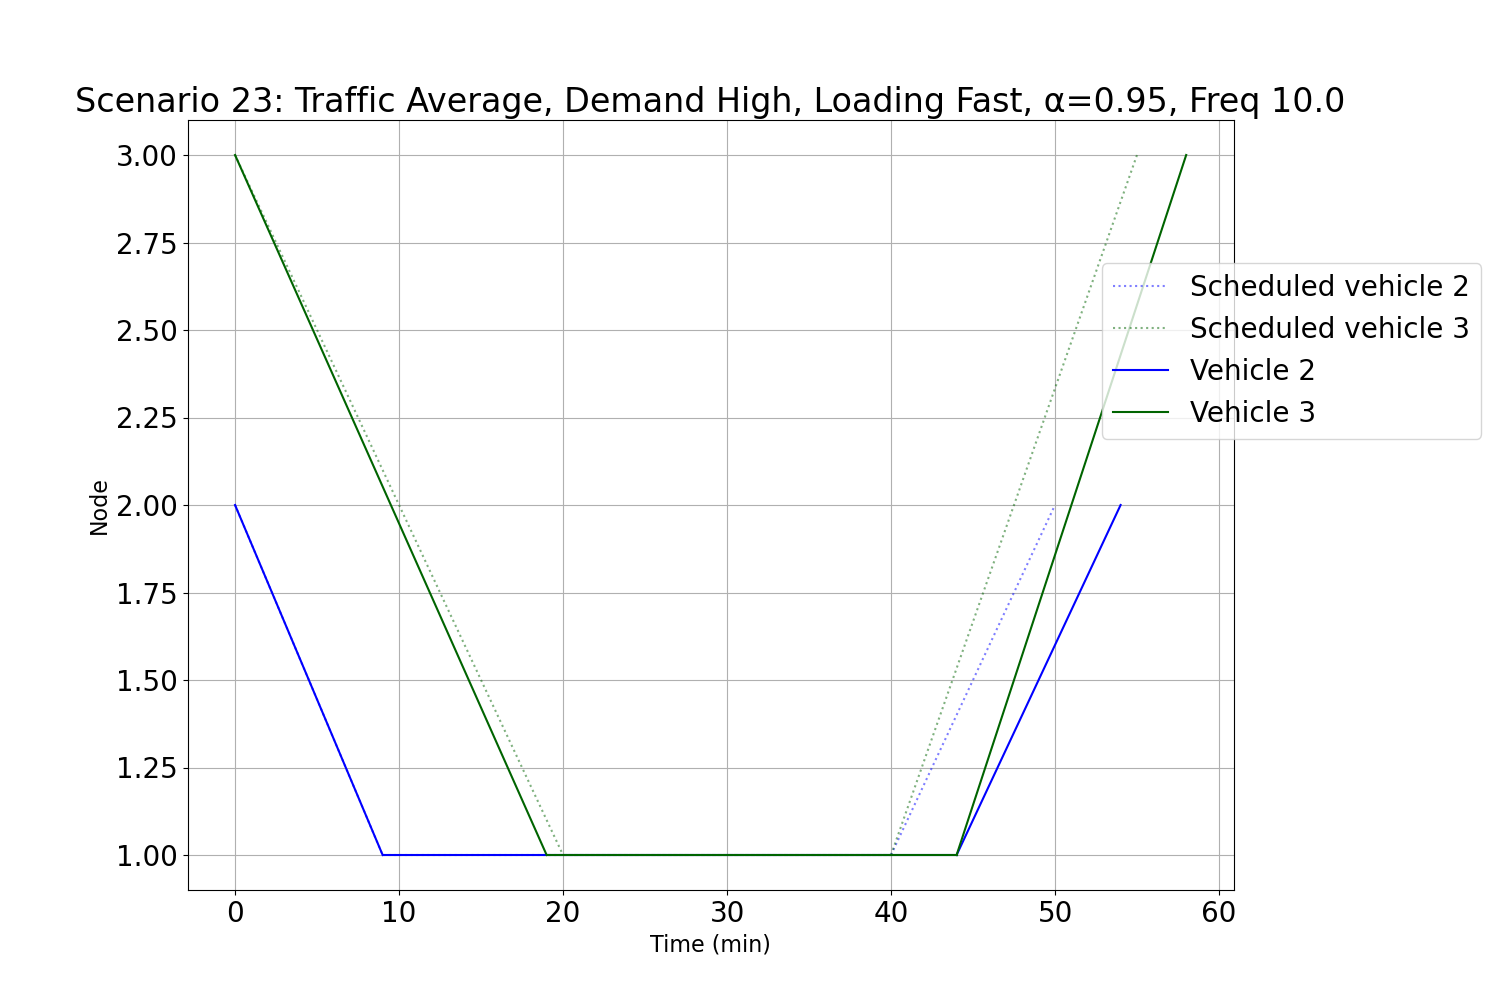 Scenario 23: Traffic Average, Demand High, Loading Fast, α=0.95, Freq 10.0
3.00
2.75
2.50
2.25
2.00
1.75
1.50
1.25
1.00
Node
Scheduled vehicle 2
Scheduled vehicle 3
Vehicle 2
Vehicle 3
0 10 20 30 40 50 60
Time (min)